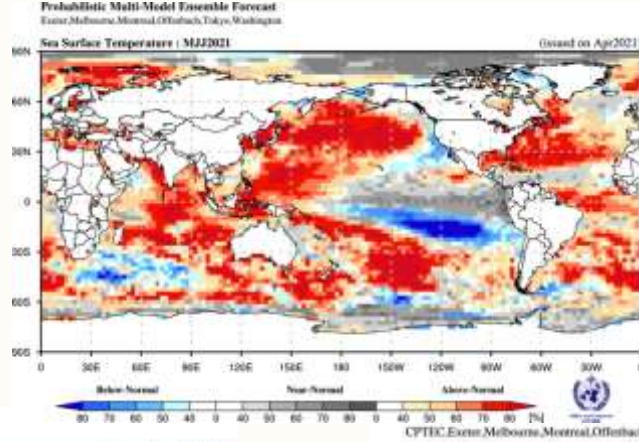 Probabilistic Multi-Model Ensemble Forecast
Exeter,Melbourne,Montreal,Offenbach,Tokyo,Washington
Sea Surface Temperature : MJJ2021
(issued on Apr2021
90N
60N
30N
0
30S
60S
90S
0 30E 60E 90E 120E 150E 180 150W 120W 90W 60W 30W
Below-Normal Near-Normal Above-Normal
80 70 60 50 40 0 40 50 60 70 80 0 40 50 60 70 80 [%]
CPTEC,Exeter,Melbourne,Montreal,Offenbac